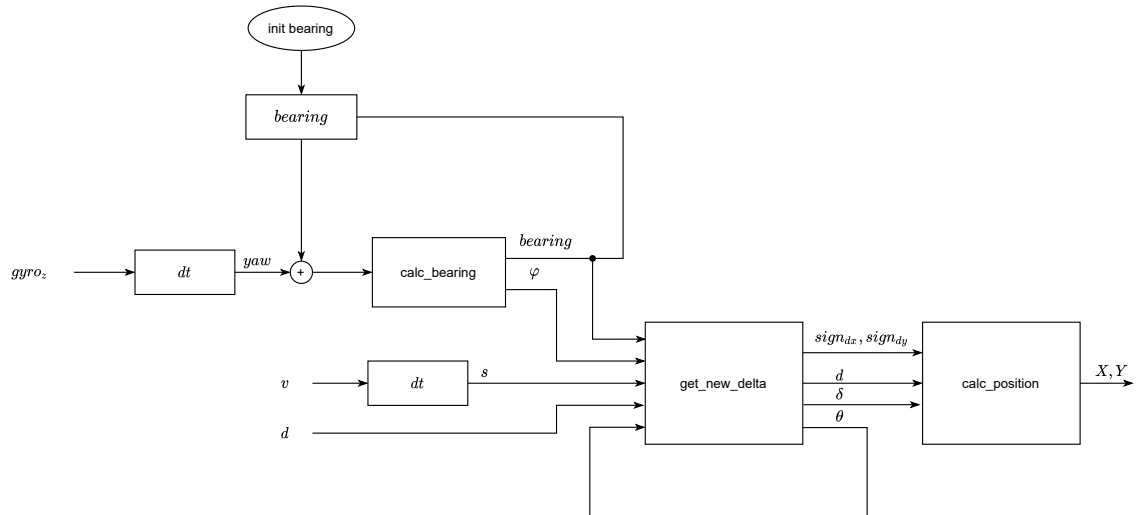 init bearing
bearing
bearing
gyro_z
dt
yaw
+
calc_bearing
φ
sign_dx, sign_dy
v
dt
s
get_new_delta
d
calc_position
X, Y
δ
d
θ